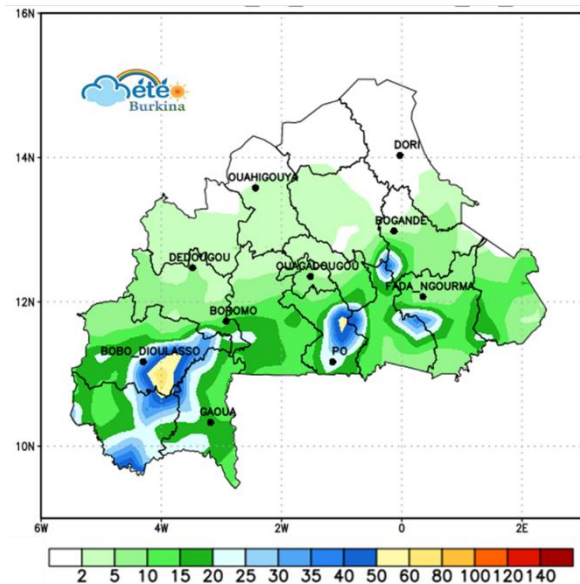 16N
été🌞
Burkina
14N
DORI
OUAHIGOUYA
BOGANDE
DEDOUGOU
OUAGADOUGOU
FADA_NGOURMA
12N
BOROMO
BOBO_DIOULASSO
PO
GAOUA
10N
6W
4W
2W
0
2E
2
5
10
15
20
25
30
35
40
50
60
80
100
120
140